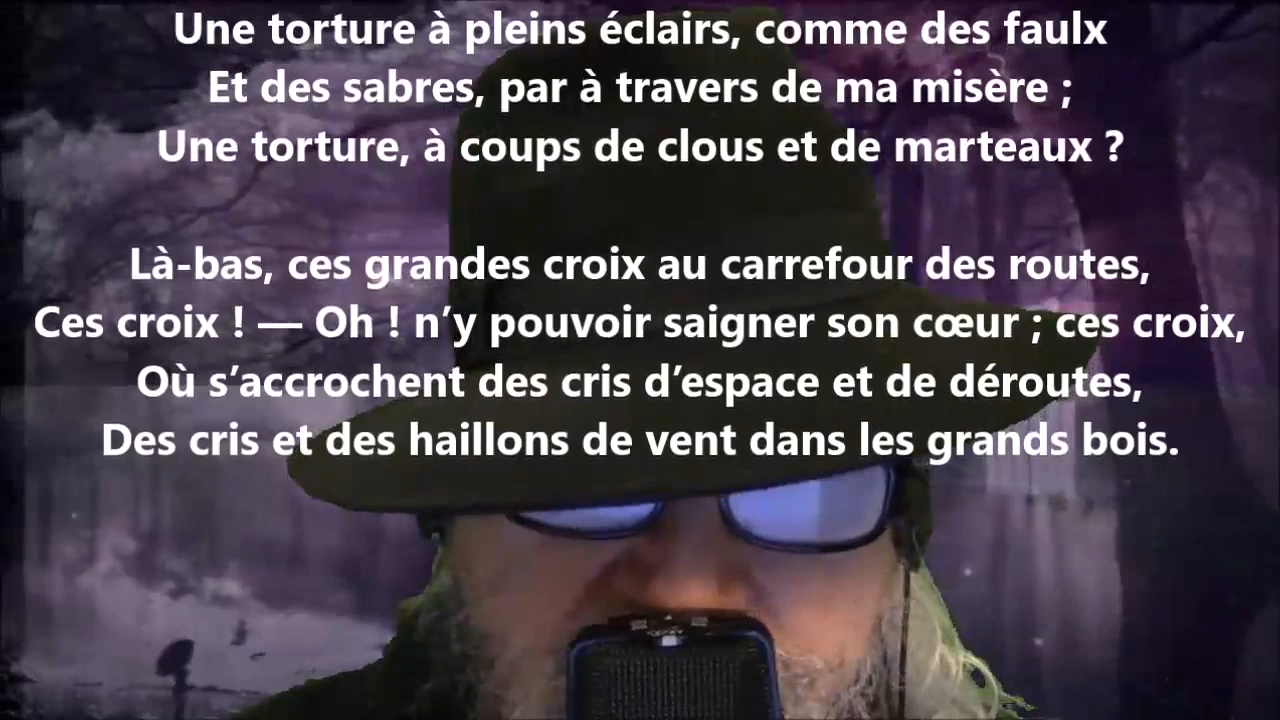 Une torture à pleins éclairs, comme des faulx
Et des sabres, par à travers de ma misère ;
Une torture, à coups de clous et de marteaux ?
Là-bas, ces grandes croix au carrefour des routes,
Ces croix ! — Oh ! n’y pouvoir saigner son cœur ; ces croix,
Où s’accrochent des cris d’espace et de déroutes,
Des cris et des haillons de vent dans les grands bois.